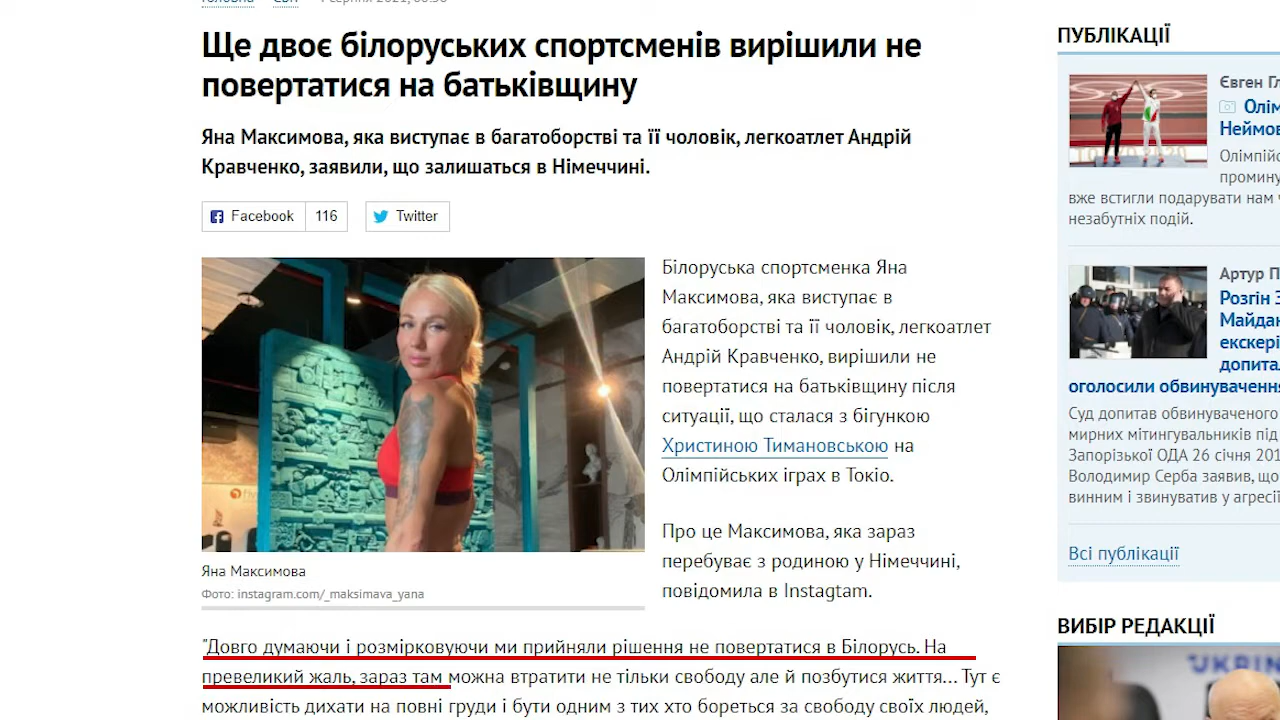 Ще двоє білоруських спортсменів вирішили не
повертатися на батьківщину
Яна Максимова, яка виступає в багатоборстві та її чоловік, легкоатлет Андрій
Кравченко, заявили, що залишаться в Німеччині.
Facebook 116 Twitter
Білоруська спортсменка Яна
Максимова, яка виступає в
багатоборстві та її чоловік, легкоатлет
Андрій Кравченко, вирішили не
повертатися на батьківщину після
ситуації, що сталася з бігункою
Христиною Тимановською на
Олімпійських іграх в Токіо.
Про це Максимова, яка зараз
перебуває з родиною у Німеччині,
повідомила в Instagtam.
Яна Максимова
Фото: instagram.com/_maksimava_yana
"Довго думаючи і розмірковуючи ми прийняли рішення не повертатися в Білорусь. На
превеликий жаль, зараз там можна втратити не тільки свободу але й позбутися життя... Тут є
можливість дихати на повні груди і бути одним з тих хто бореться за свободу своїх людей,
ПУБЛІКАЦІЇ
Євген Гл
Олім
Неймов
Олімпійс
промину
вже встигли подарувати нам ч
незабутніх подій.
Артур П
Розгін З
Майдан
екскері
допита
оголосили обвинувачення
Суд допитав обвинуваченого
мирних мітингувальників під
Запорізької ОДА 26 січня 201
Володимир Серба заявив, що
винним і звинуватив у агресії
Всі публікації
ВИБІР РЕДАКЦІЇ
UKRIN